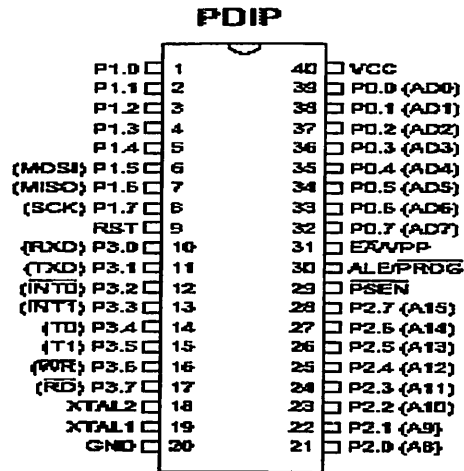 PDIP
P1.0 1 40 VCC
P1.1 2 39 P0.0 (AD0)
P1.2 3 38 P0.1 (AD1)
P1.3 4 37 P0.2 (AD2)
P1.4 5 36 P0.3 (AD3)
(MOSI) P1.5 6 35 P0.4 (AD4)
(MISO) P1.6 7 34 P0.5 (AD5)
(SCK) P1.7 8 33 P0.6 (AD6)
RST 9 32 P0.7 (AD7)
(RXD) P3.0 10 31 E̅A̅/VPP
(TXD) P3.1 11 30 ALE/P̅R̅O̅G̅
(I̅N̅T̅0̅) P3.2 12 29 P̅S̅E̅N̅
(I̅N̅T̅1̅) P3.3 13 28 P2.7 (A15)
(T0) P3.4 14 27 P2.6 (A14)
(T1) P3.5 15 26 P2.5 (A13)
(W̅R̅) P3.6 16 25 P2.4 (A12)
(R̅D̅) P3.7 17 24 P2.3 (A11)
XTAL2 18 23 P2.2 (A10)
XTAL1 19 22 P2.1 (A9)
GND 20 21 P2.0 (A8)